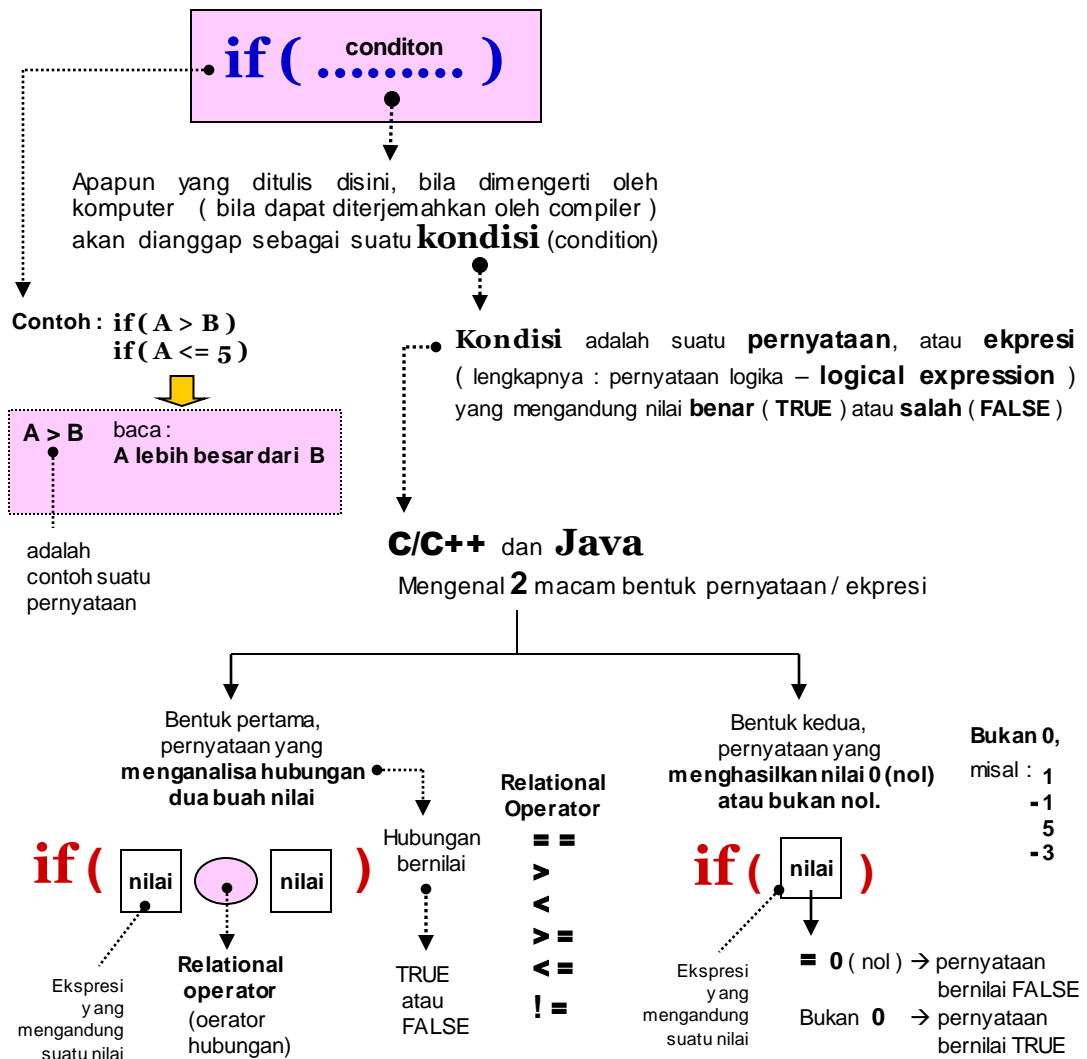 conditon
if ( ......... )
Apapun yang ditulis disini, bila dimengerti oleh
komputer ( bila dapat diterjemahkan oleh compiler )
akan dianggap sebagai suatu kondisi (condition)
Contoh : if ( A > B )
if ( A <= 5 )
A > B baca :
A lebih besar dari B
adalah
contoh suatu
pernyataan
Kondisi adalah suatu pernyataan, atau ekpresi
( lengkapnya : pernyataan logika – logical expression )
yang mengandung nilai benar ( TRUE ) atau salah ( FALSE )
C/C++ dan Java
Mengenal 2 macam bentuk pernyataan / ekpresi
Bentuk pertama,
pernyataan yang
menganalisa hubungan
dua buah nilai
if ( nilai nilai )
Ekspresi
yang
mengandung
suatu nilai
Relational
operator
(oerator
hubungan)
Hubungan
bernilai
TRUE
atau
FALSE
Relational
Operator
= =
>
<
> =
< =
! =
Bentuk kedua,
pernyataan yang
menghasilkan nilai 0 (nol)
atau bukan nol.
if ( nilai )
Ekspresi
yang
mengandung
suatu nilai
= 0 ( nol ) → pernyataan
bernilai FALSE
Bukan 0 → pernyataan
bernilai TRUE
Bukan 0,
misal : 1
-1
5
-3